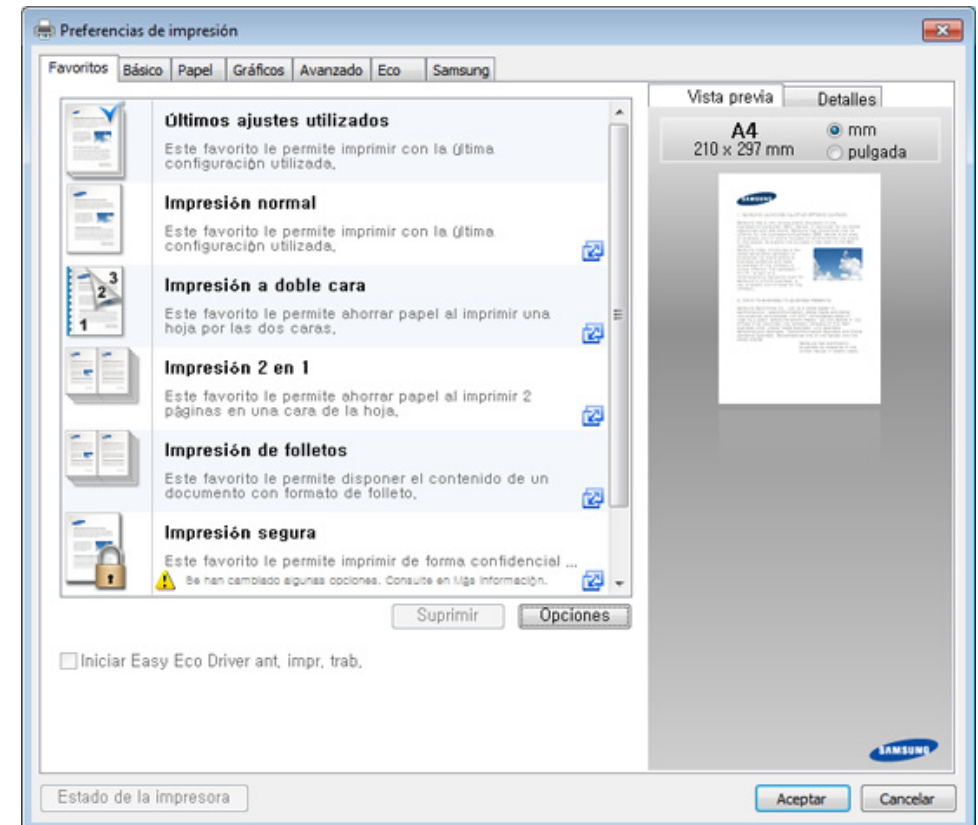 Preferencias de impresión
Favoritos Básico Papel Gráficos Avanzado Eco Samsung
Últimos ajustes utilizados
Este favorito le permite imprimir con la última
configuración utilizada.
Impresión normal
Este favorito le permite imprimir con la última
configuración utilizada.
3
2
1
Impresión a doble cara
Este favorito le permite ahorrar papel al imprimir una
hoja por las dos caras.
Impresión 2 en 1
Este favorito le permite ahorrar papel al imprimir 2
páginas en una cara de la hoja.
Impresión de folletos
Este favorito le permite disponer el contenido de un
documento con formato de folleto.
Impresión segura
Este favorito le permite imprimir de forma confidencial ...
Se han cambiado algunas opciones. Consulte en Más Información.
Suprimir Opciones
Iniciar Easy Eco Driver ant. impr. trab.
Vista previa Detalles
A4
210 x 297 mm
mm
pulgada
SAMSUNG
SAMSUNG
Estado de la impresora Aceptar Cancelar